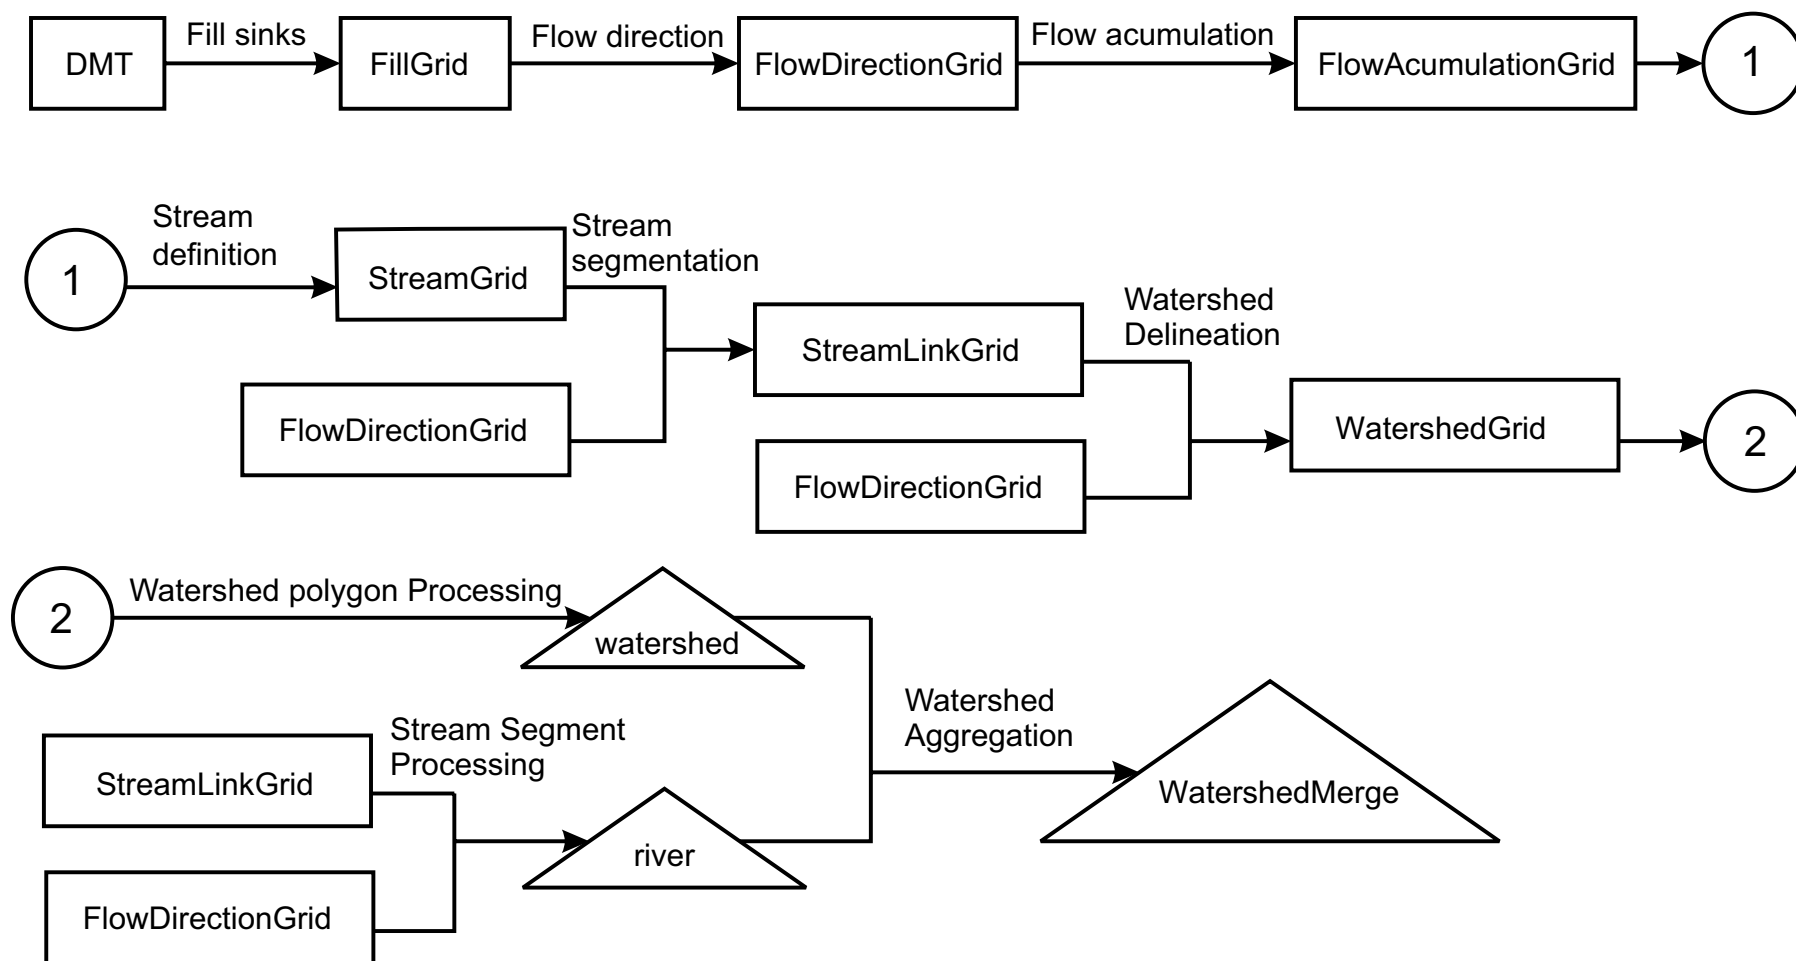 Fill sinks
Flow direction
Flow acumulation
DMT
FillGrid
FlowDirectionGrid
FlowAcumulationGrid
1
Stream
definition
Stream
segmentation
1
StreamGrid
Watershed
Delineation
StreamLinkGrid
FlowDirectionGrid
WatershedGrid
2
FlowDirectionGrid
Watershed polygon Processing
2
watershed
Watershed
Aggregation
Stream Segment
Processing
StreamLinkGrid
WatershedMerge
river
FlowDirectionGrid